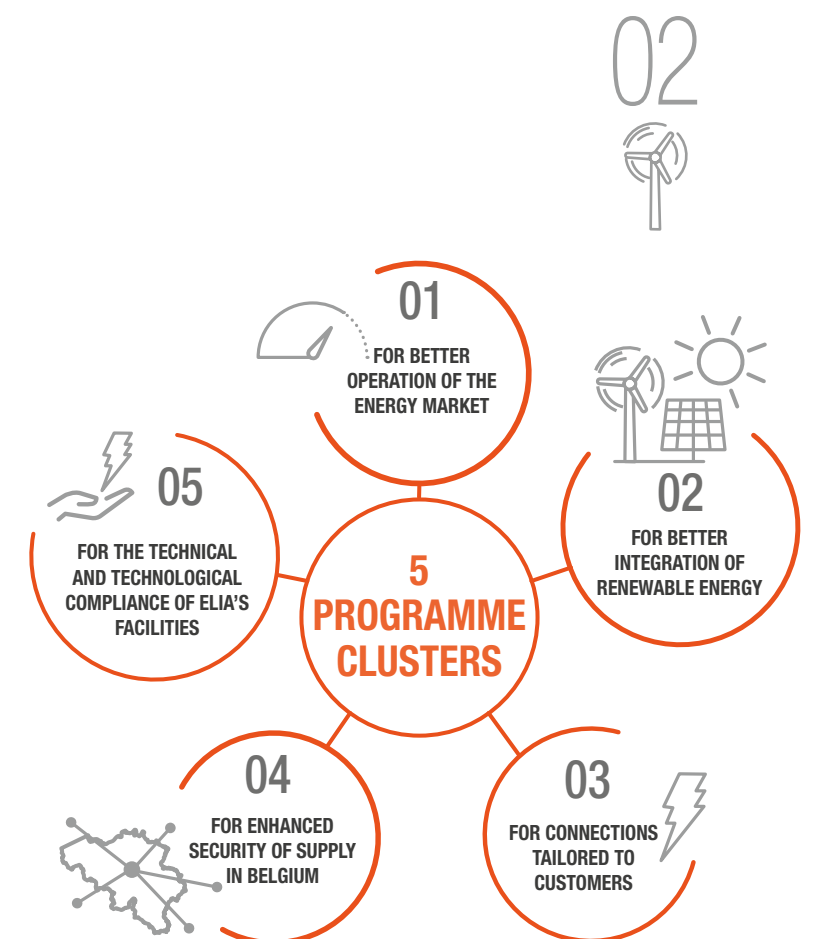 02
01
FOR BETTER
OPERATION OF THE
ENERGY MARKET
02
FOR BETTER
INTEGRATION OF
RENEWABLE ENERGY
05
FOR THE TECHNICAL
AND TECHNOLOGICAL
COMPLIANCE OF ELIA'S
FACILITIES
5
PROGRAMME
CLUSTERS
04
FOR ENHANCED
SECURITY OF SUPPLY
IN BELGIUM
03
FOR CONNECTIONS
TAILORED TO
CUSTOMERS